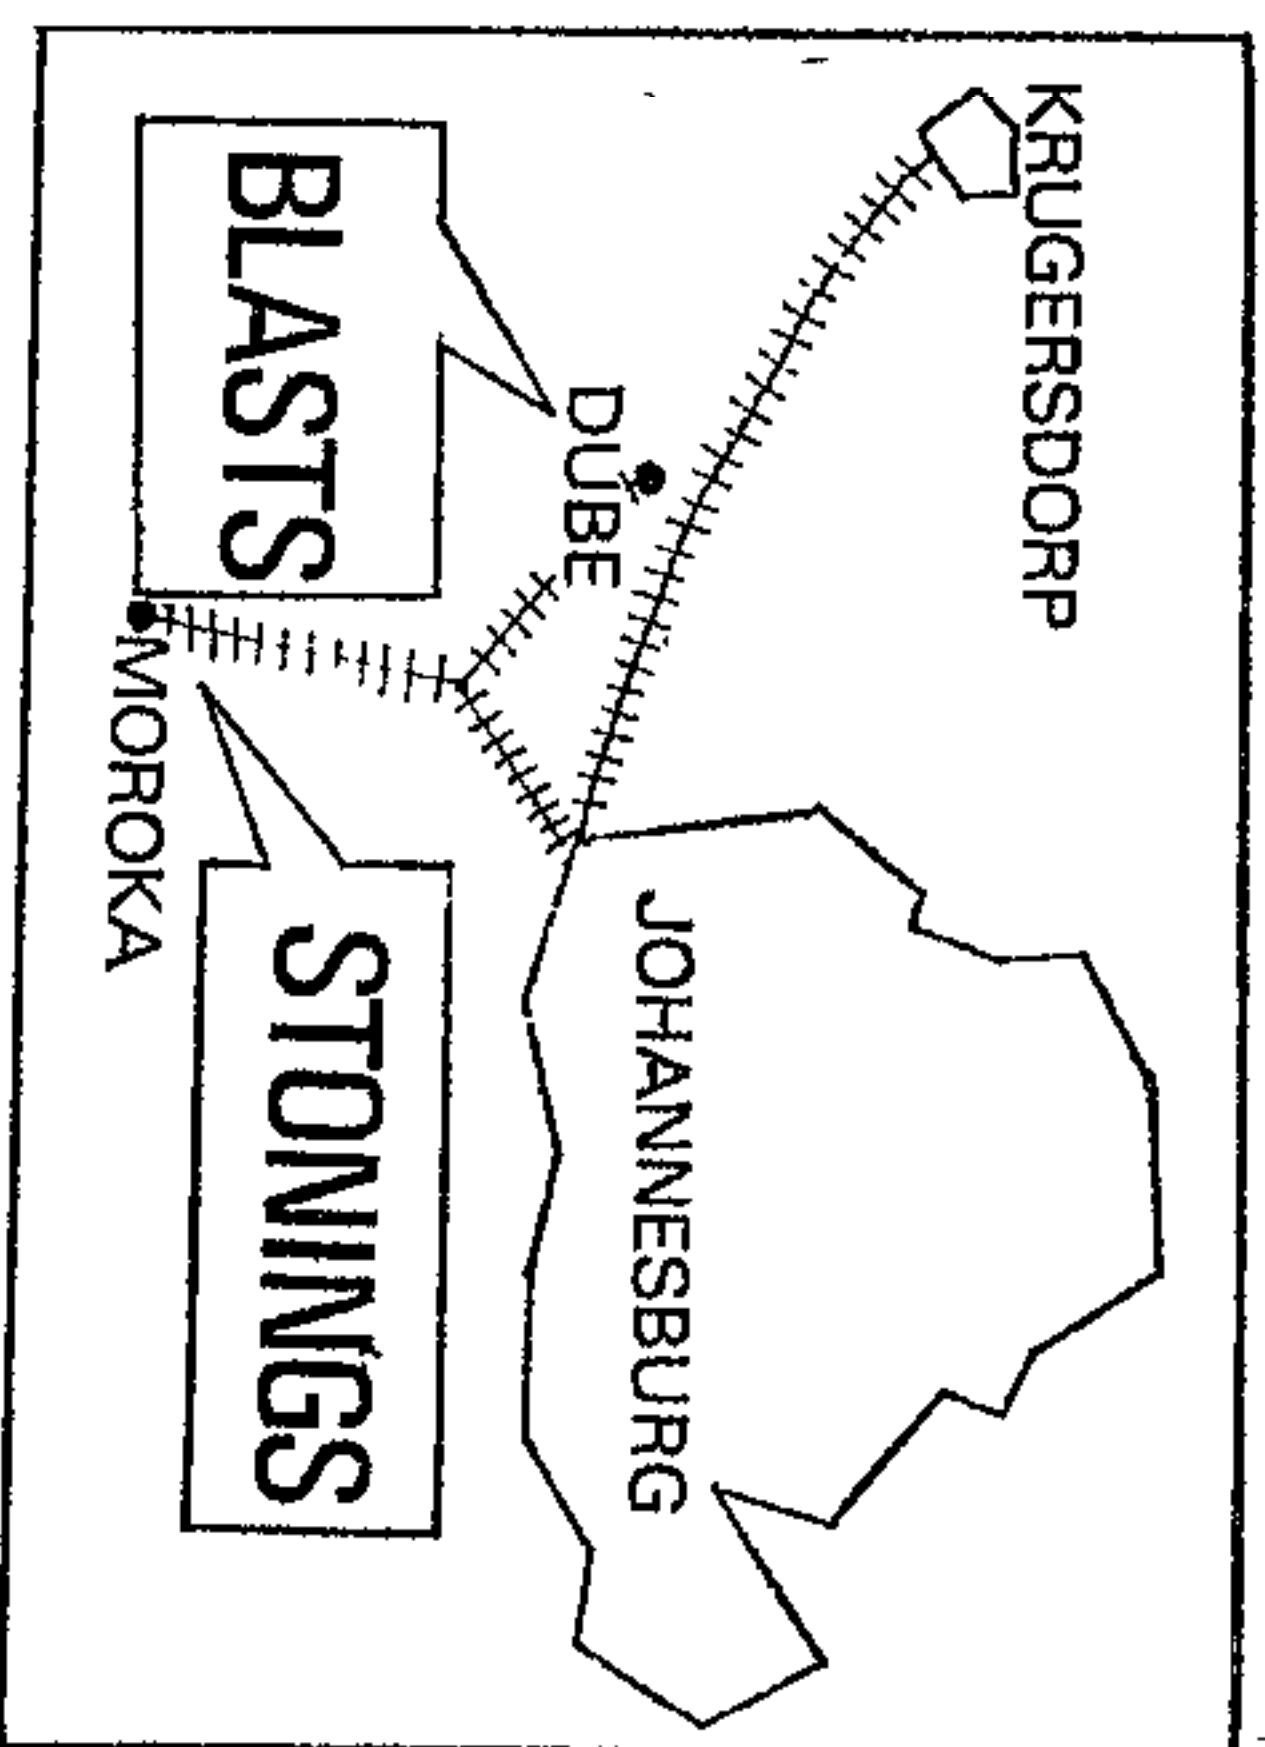 KRUGERSDORP
DUBE
BLASTS
JOHANNESBURG
STONINGS
MOROKA